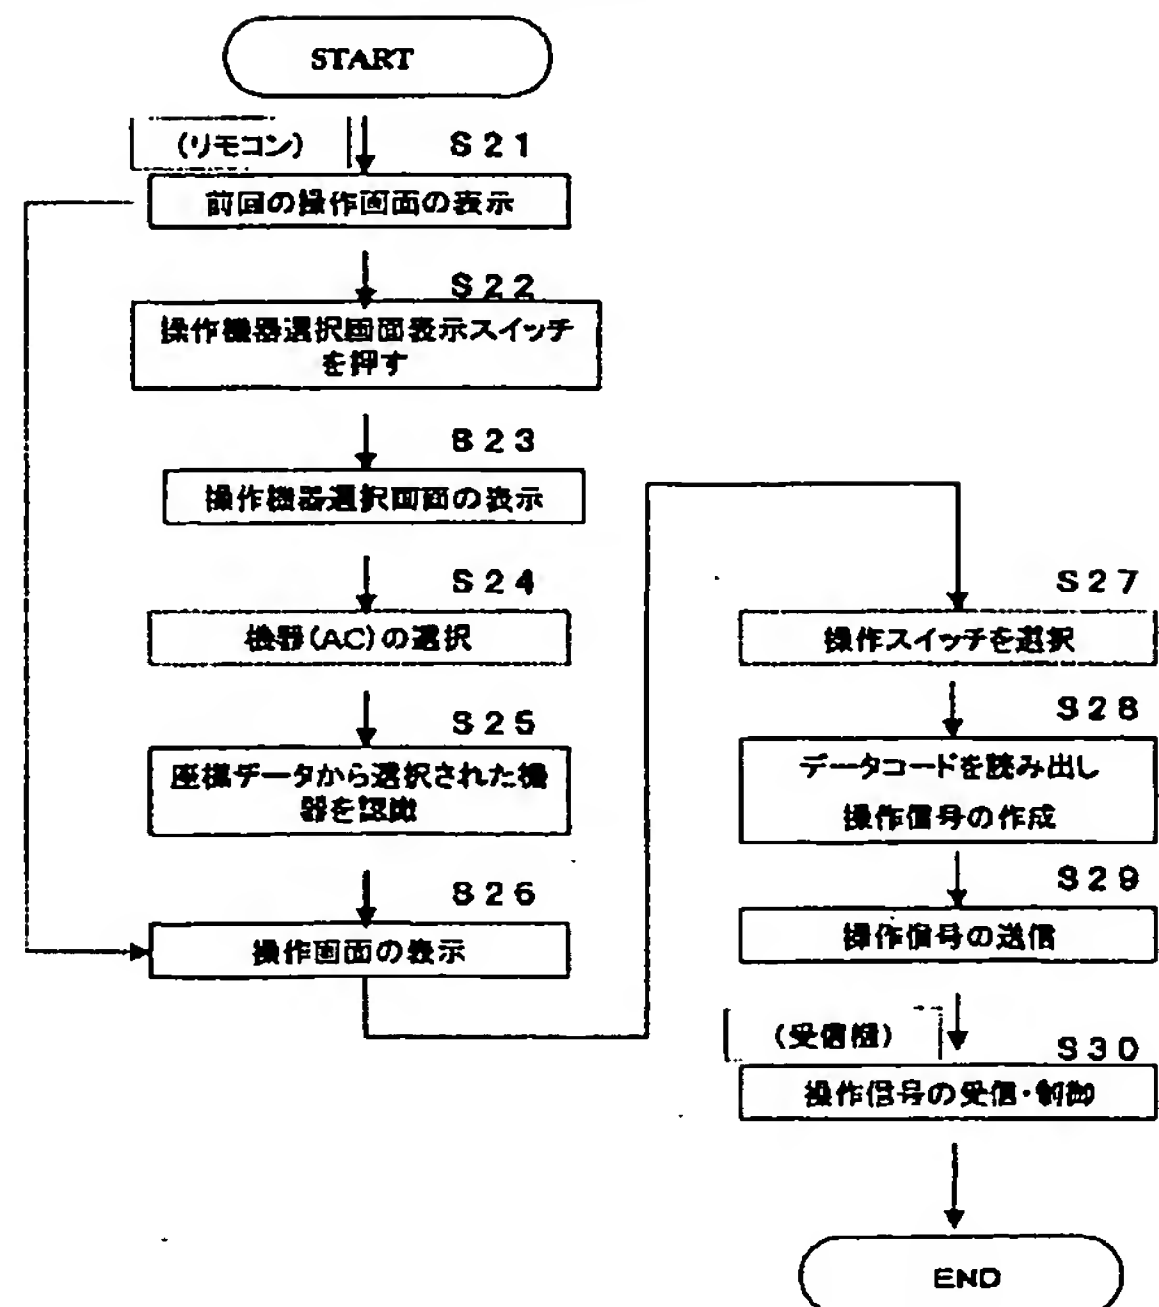 START
(リモコン)
S21
前回の操作画面の表示
S22
操作機器選択画面表示スイッチ
を押す
S23
操作機器選択画面の表示
S24
機器(AC)の選択
S25
座標データから選択された機
器を認識
S26
操作画面の表示
S27
操作スイッチを選択
S28
データコードを読み出し
操作信号の作成
S29
操作信号の送信
(受信機)
S30
操作信号の受信・制御
END